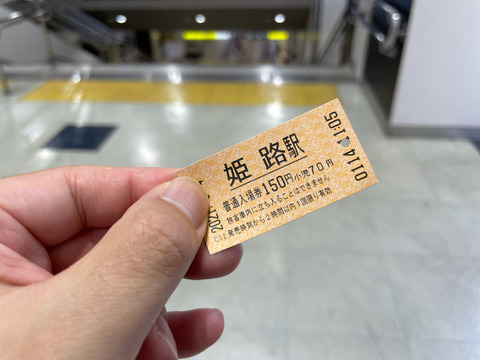 姫路駅
普通入場券150円小児70円
旅客車内に立ち入ることはできません
発売時刻から2時間以内1回限り有効
2021
11:05